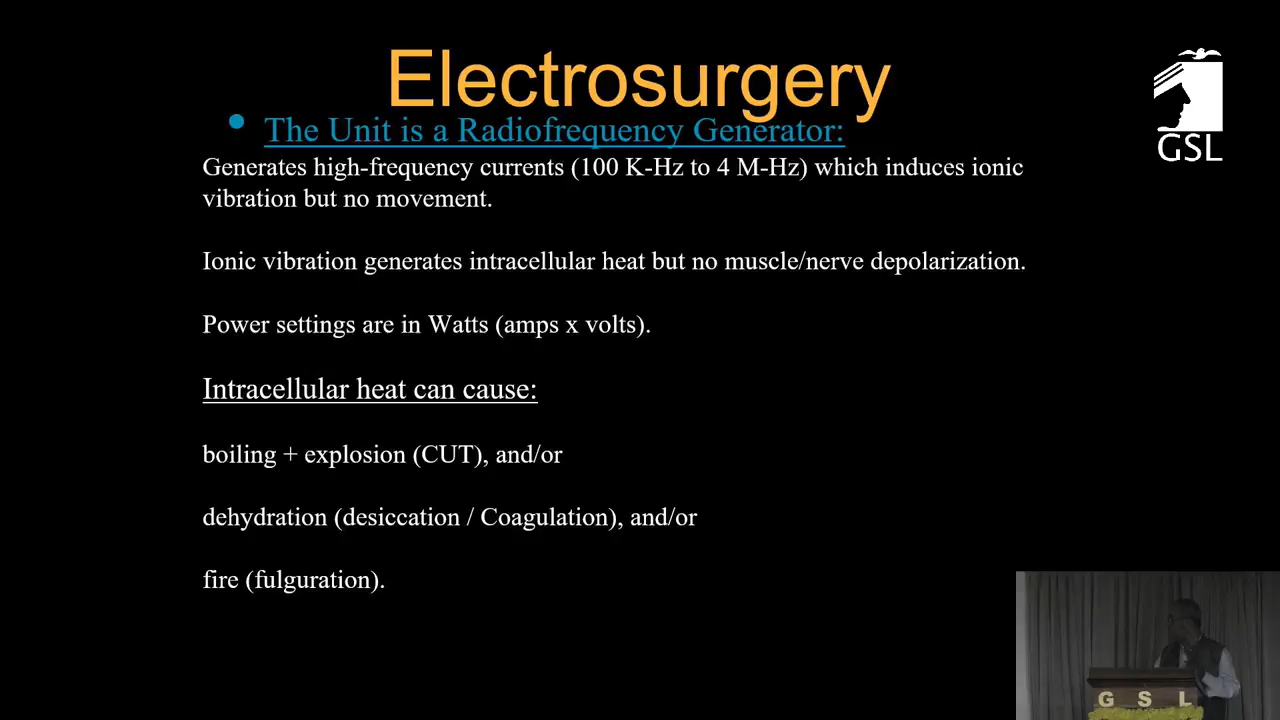 Electrosurgery
GSL
• The Unit is a Radiofrequency Generator:
Generates high-frequency currents (100 K-Hz to 4 M-Hz) which induces ionic
vibration but no movement.
Ionic vibration generates intracellular heat but no muscle/nerve depolarization.
Power settings are in Watts (amps x volts).
Intracellular heat can cause:
boiling + explosion (CUT), and/or
dehydration (desiccation / Coagulation), and/or
fire (fulguration).
G S L